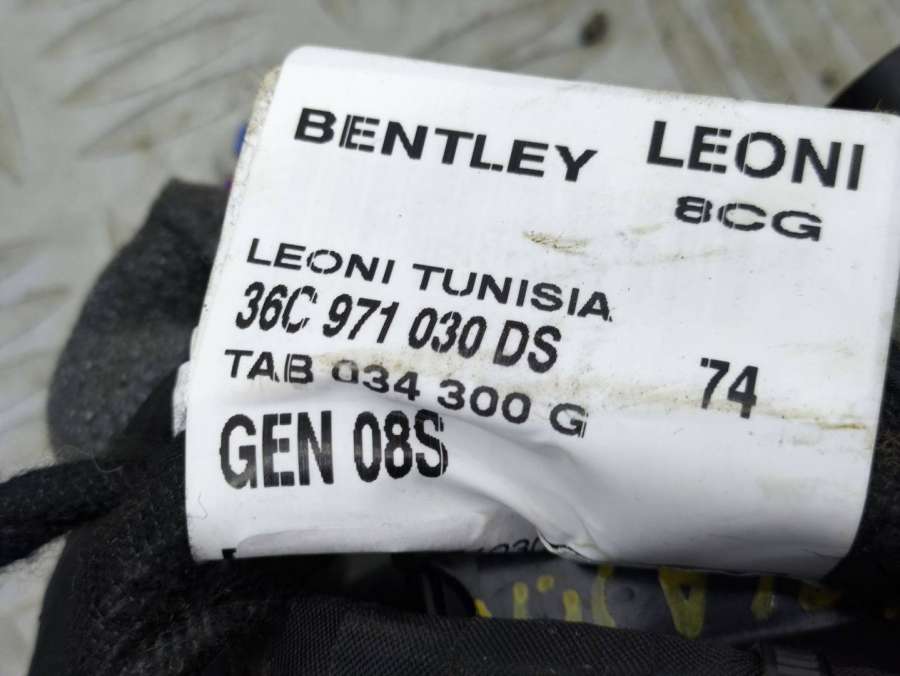 BENTLEY LEONI
8CG
LEONI TUNISIA
36C 971 030 DS
74
TAB 034 300 G
GEN 08S